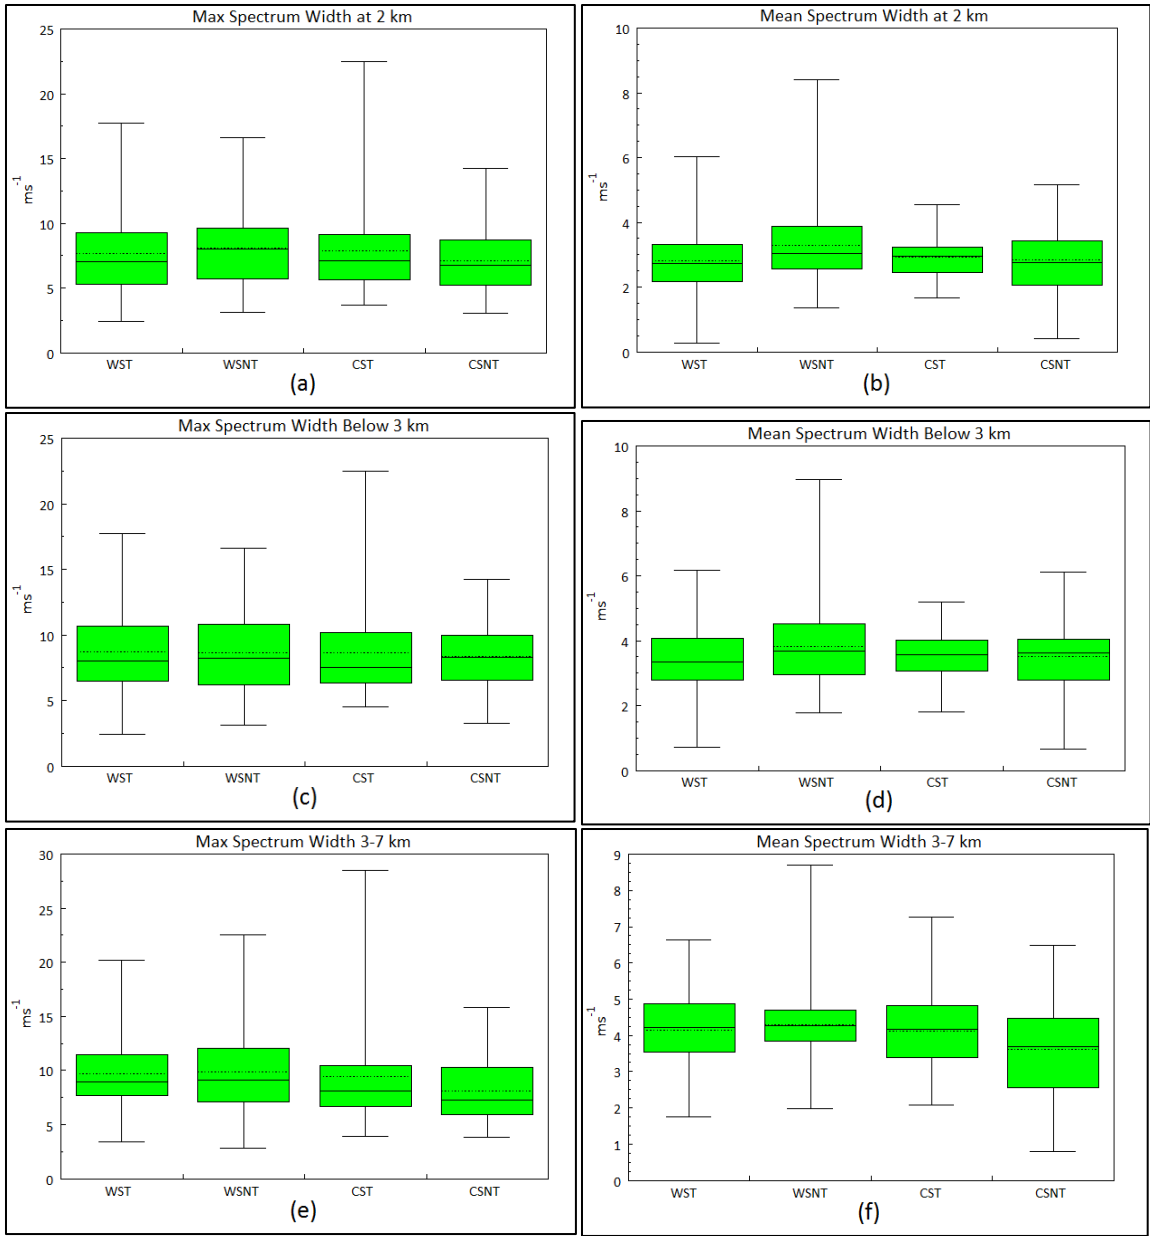 Max Spectrum Width at 2 km
25
20
15
10
5
0
ms-1
WST WSNT CST CSNT
(a)
Mean Spectrum Width at 2 km
10
8
6
4
2
0
ms-1
WST WSNT CST CSNT
(b)
Max Spectrum Width Below 3 km
25
20
15
10
5
0
ms-1
WST WSNT CST CSNT
(c)
Mean Spectrum Width Below 3 km
10
8
6
4
2
0
ms-1
WST WSNT CST CSNT
(d)
Max Spectrum Width 3-7 km
30
25
20
15
10
5
0
ms-1
WST WSNT CST CSNT
(e)
Mean Spectrum Width 3-7 km
9
8
7
6
5
4
3
2
1
0
ms-1
WST WSNT CST CSNT
(f)